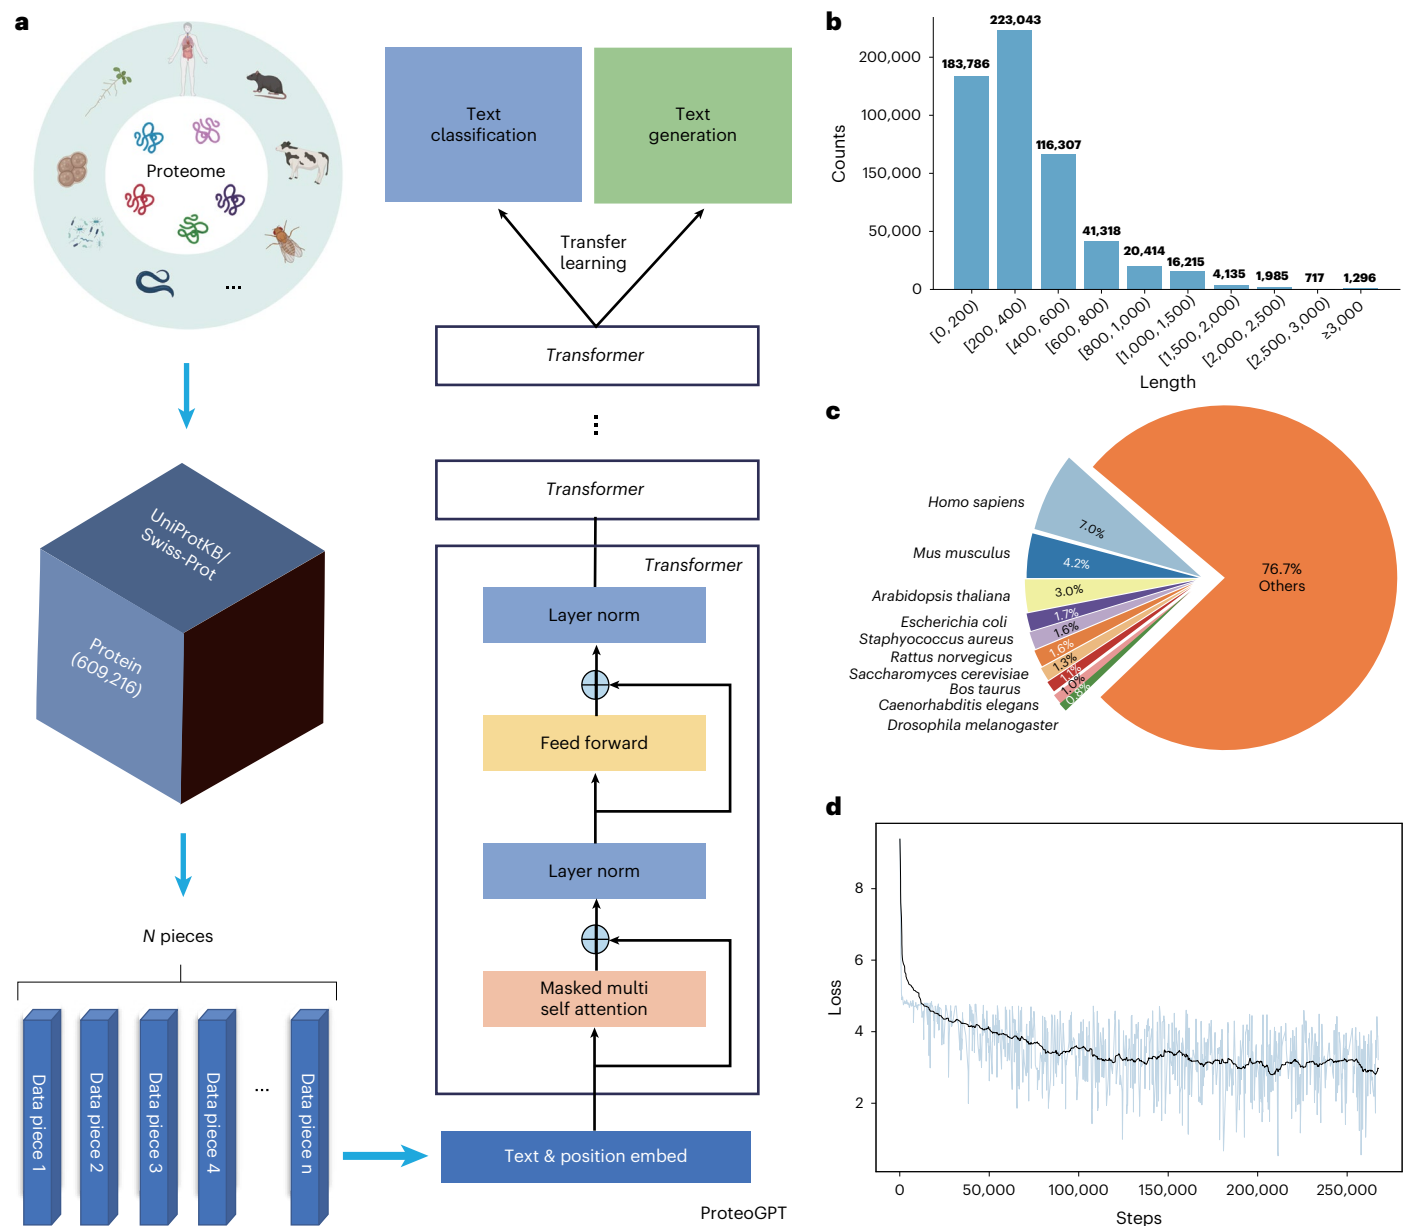 a
Proteome
...
UniProtKB/
Swiss-Prot
Protein
(609,216)
N pieces
Data piece 1
Data piece 2
Data piece 3
Data piece 4
...
Data piece n
Text
classification
Text
generation
Transfer
learning
Transformer
Transformer
Transformer
Layer norm
Feed forward
Layer norm
Masked multi
self attention
Text & position embed
ProteoGPT
b
Counts
200,000
100,000
150,000
50,000
0
183,786
223,043
116,307
41,318
20,414
16,215
4,135
1,985
717
1,296
[0, 200)
[200, 400)
[400, 600)
[600, 800)
[800, 1,000)
[1,000, 1,500)
[1,500, 2,000)
[2,000, 2,500)
[2,500, 3,000)
≥3,000
Length
c
Homo sapiens
7.0%
Mus musculus
4.2%
Arabidopsis thaliana
3.0%
Escherichia coli
1.7%
Staphyococcus aureus
1.6%
Rattus norvegicus
1.6%
Saccharomyces cerevisiae
1.3%
Bos taurus
1.1%
Caenorhabditis elegans
1.0%
Drosophila melanogaster
0.8%
76.7%
Others
d
Loss
8
6
4
2
0
50,000
100,000
150,000
200,000
250,000
Steps